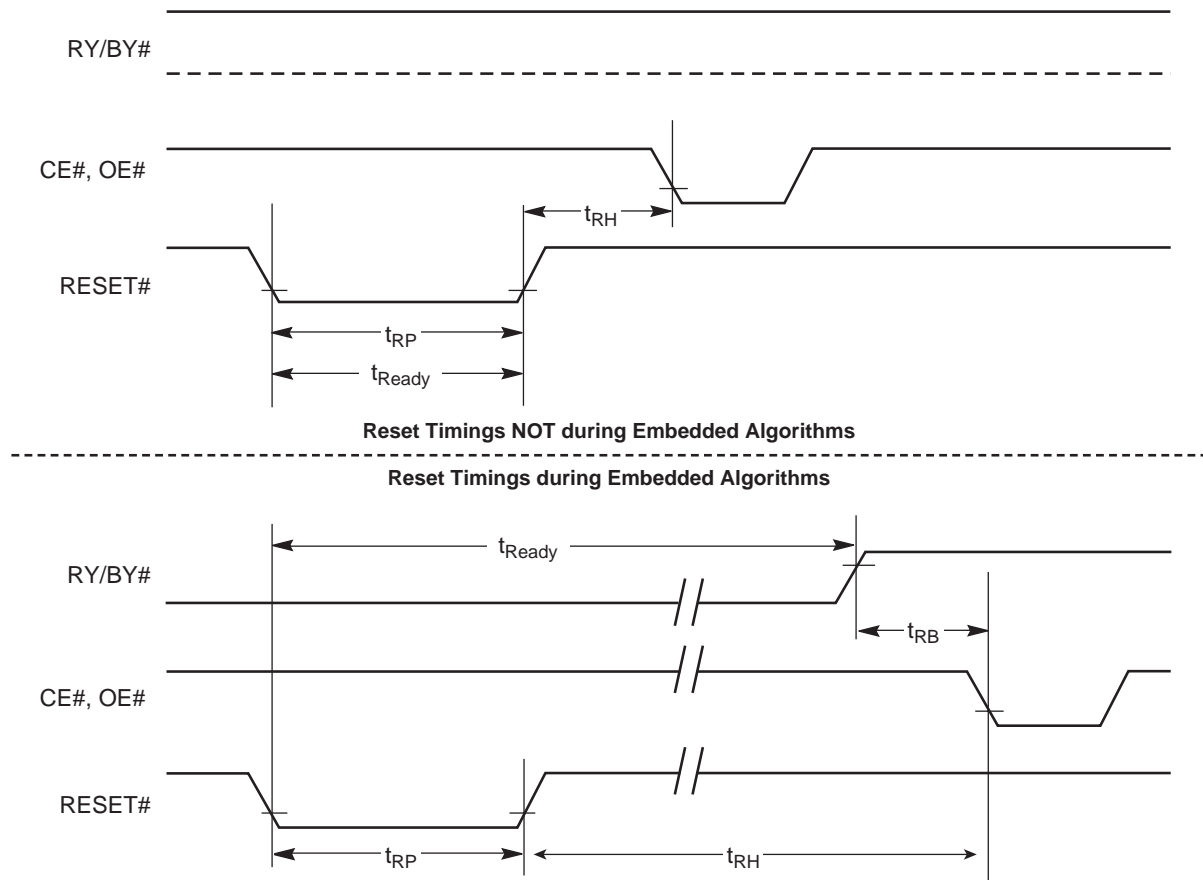 RY/BY#
CE#, OE#
tRH
RESET#
tRP
tReady
Reset Timings NOT during Embedded Algorithms
Reset Timings during Embedded Algorithms
tReady
RY/BY#
tRB
CE#, OE#
RESET#
tRP
tRH